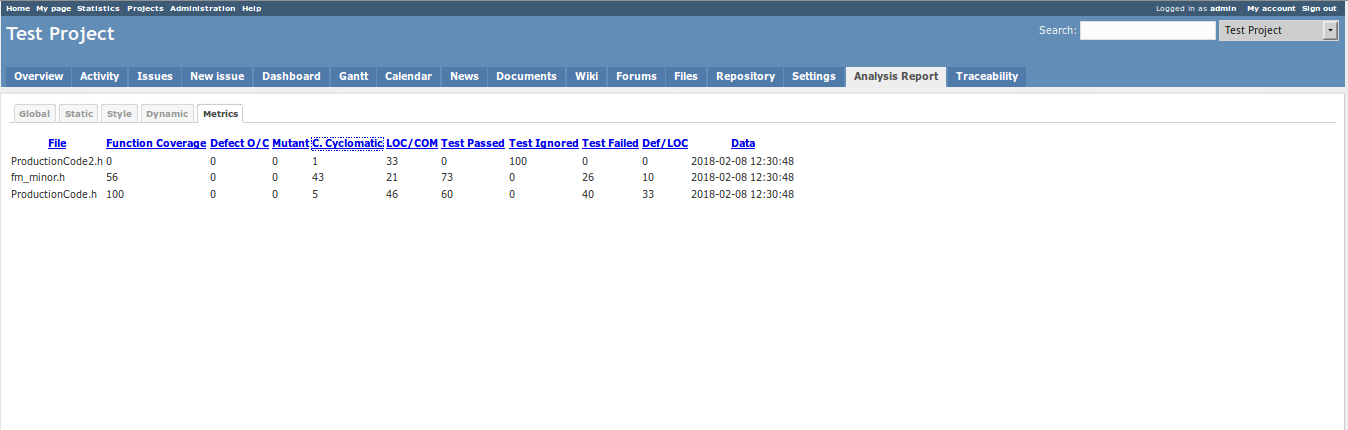 Home My page Statistics Projects Administration Help Logged in as admin My account Sign out
Test Project Search: Test Project
Overview Activity Issues New issue Dashboard Gantt Calendar News Documents Wiki Forums Files Repository Settings Analysis Report Traceability
Global Static Style Dynamic Metrics
File Function Coverage Defect O/C Mutant C. Cyclomatic LOC/COM Test Passed Test Ignored Test Failed Def/LOC Data
ProductionCode2.h 0 0 0 1 33 0 100 0 0 2018-02-08 12:30:48
fm_minor.h 56 0 0 43 21 73 0 26 10 2018-02-08 12:30:48
ProductionCode.h 100 0 0 5 46 60 0 40 33 2018-02-08 12:30:48